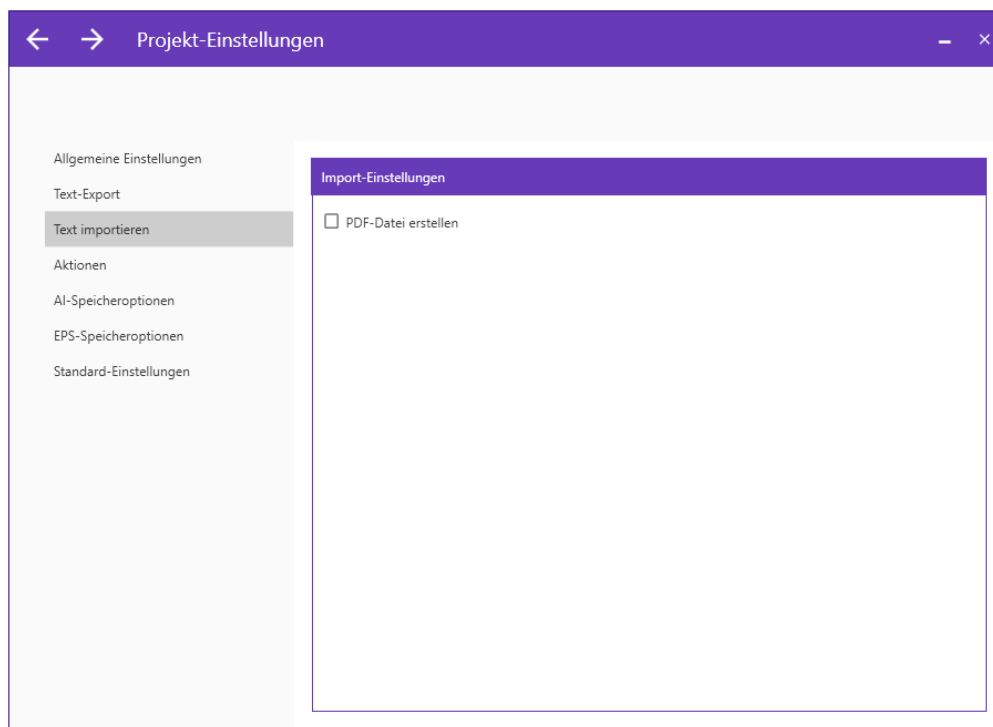 Projekt-Einstellungen
Allgemeine Einstellungen
Text-Export
Text importieren
Aktionen
AI-Speicheroptionen
EPS-Speicheroptionen
Standard-Einstellungen
Import-Einstellungen
PDF-Datei erstellen